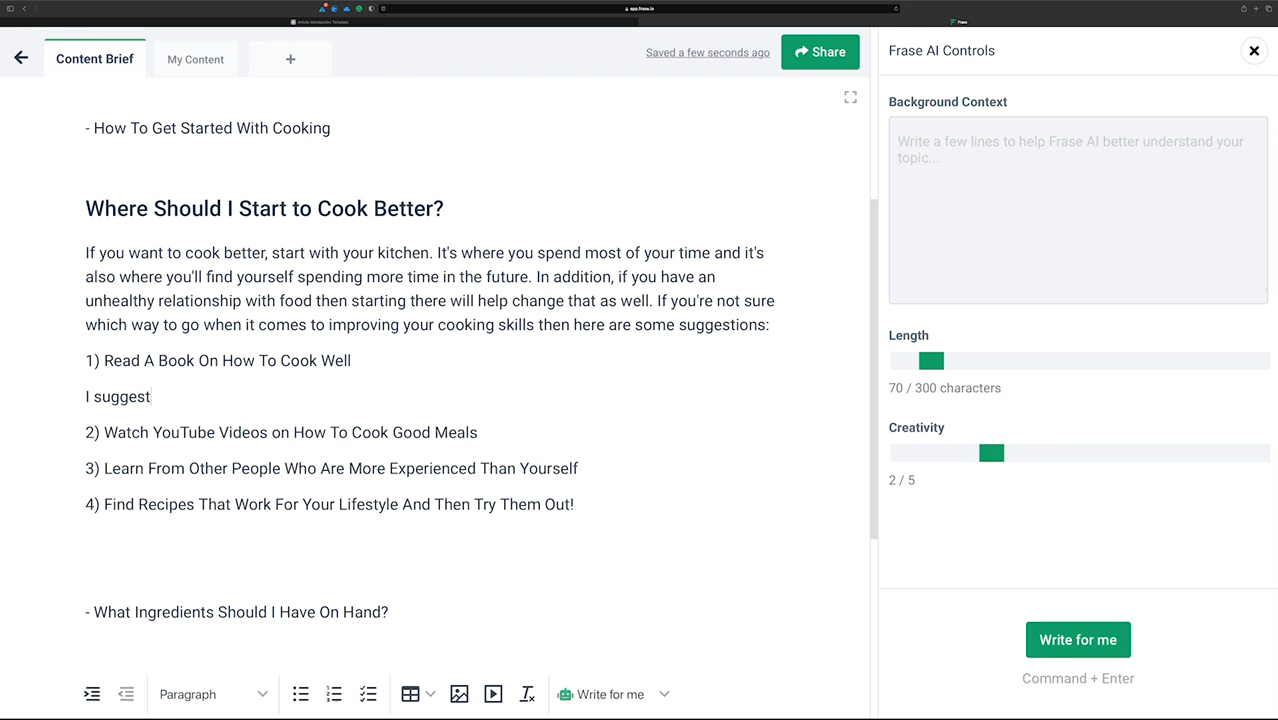 app.frase.io
Article Introduction Template
Frase
Content Brief
My Content
+
Saved a few seconds ago
Share
Frase AI Controls
- How To Get Started With Cooking
Where Should I Start to Cook Better?
If you want to cook better, start with your kitchen. It's where you spend most of your time and it's
also where you'll find yourself spending more time in the future. In addition, if you have an
unhealthy relationship with food then starting there will help change that as well. If you're not sure
which way to go when it comes to improving your cooking skills then here are some suggestions:
1) Read A Book On How To Cook Well
I suggest
2) Watch YouTube Videos on How To Cook Good Meals
3) Learn From Other People Who Are More Experienced Than Yourself
4) Find Recipes That Work For Your Lifestyle And Then Try Them Out!
- What Ingredients Should I Have On Hand?
Paragraph
Write for me
Background Context
Write a few lines to help Frase AI better understand your
topic...
Length
70 / 300 characters
Creativity
2 / 5
Write for me
Command + Enter